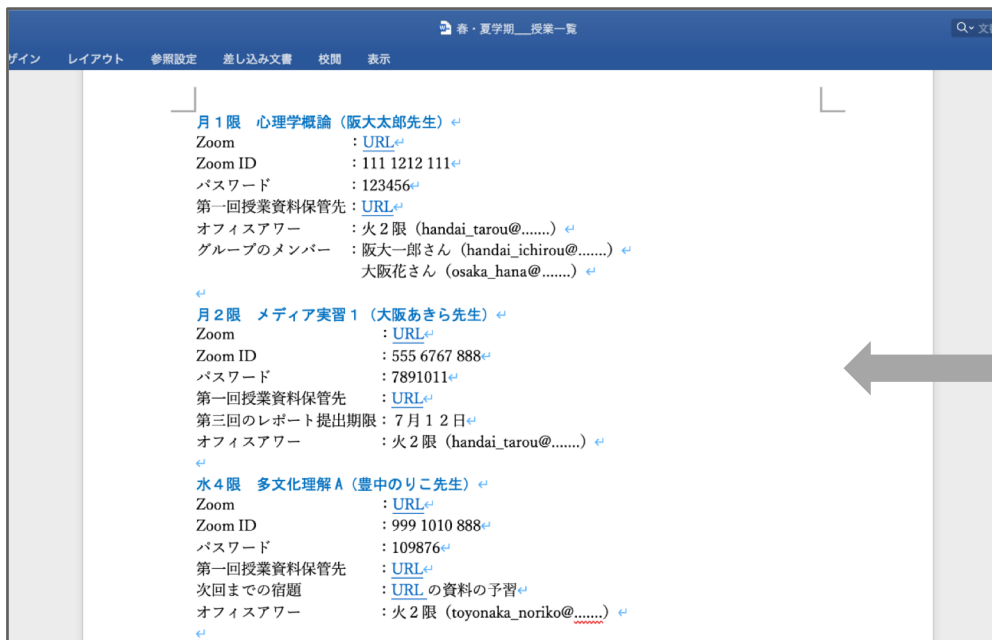 春・夏学期__授業一覧
ザイン レイアウト 参照設定 差し込み文書 校閲 表示
月１限 心理学概論（阪大太郎先生）
Zoom ：URL
Zoom ID ：111 1212 111
パスワード ：123456
第一回授業資料保管先：URL
オフィスアワー ：火２限（handai_tarou@.......）
グループのメンバー ：阪大一郎さん（handai_ichirou@.......）
大阪花さん（osaka_hana@.......）
月２限 メディア実習１（大阪あきら先生）
Zoom ：URL
Zoom ID ：555 6767 888
パスワード ：7891011
第一回授業資料保管先 ：URL
第三回のレポート提出期限：７月１２日
オフィスアワー ：火２限（handai_tarou@.......）
水４限 多文化理解 A（豊中のりこ先生）
Zoom ：URL
Zoom ID ：999 1010 888
パスワード ：109876
第一回授業資料保管先 ：URL
次回までの宿題 ：URL の資料の予習
オフィスアワー ：火２限（toyonaka_noriko@.......）